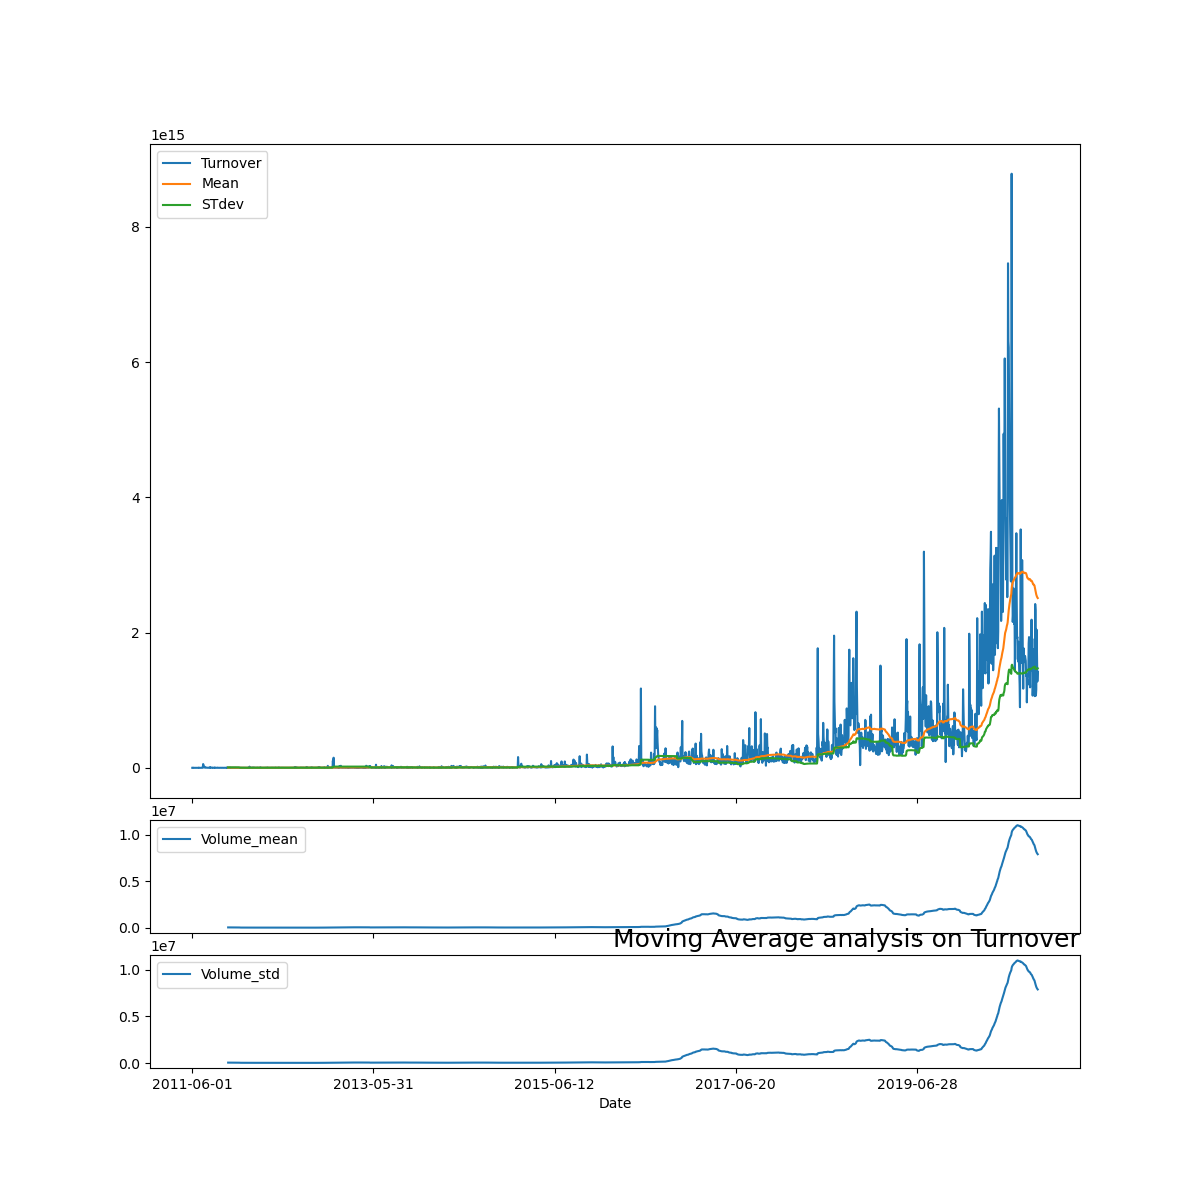 1e15
Turnover
Mean
STdev
8
6
4
2
0
1e7
Volume_mean
1.0
0.5
0.0
Moving Average analysis on Turnover
1e7
Volume_std
1.0
0.5
0.0
2011-06-01 2013-05-31 2015-06-12 2017-06-20 2019-06-28
Date